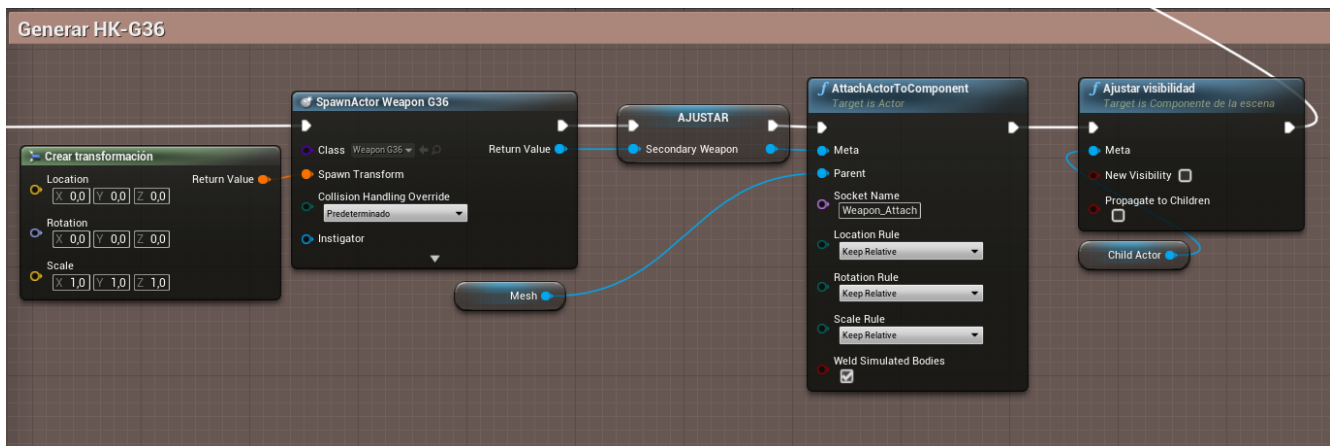 Generar HK-G36
Crear transformación
Location
Return Value
X 0,0 Y 0,0 Z 0,0
Rotation
X 0,0 Y 0,0 Z 0,0
Scale
X 1,0 Y 1,0 Z 1,0
SpawnActor Weapon G36
Class Weapon G36
Return Value
Spawn Transform
Collision Handling Override
Predeterminado
Instigator
Mesh
AJUSTAR
Secondary Weapon
f AttachActorToComponent
Target is Actor
Meta
Parent
Socket Name
Weapon_Attach
Location Rule
Keep Relative
Rotation Rule
Keep Relative
Scale Rule
Keep Relative
Weld Simulated Bodies
f Ajustar visibilidad
Target is Componente de la escena
Meta
New Visibility
Propagate to Children
Child Actor